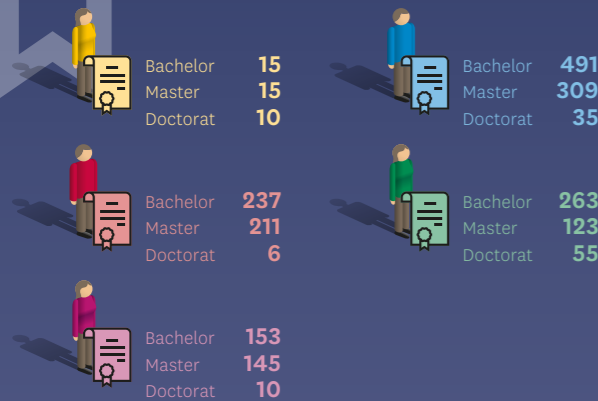 Bachelor 15
Master 15
Doctorat 10
Bachelor 491
Master 309
Doctorat 35
Bachelor 237
Master 211
Doctorat 6
Bachelor 263
Master 123
Doctorat 55
Bachelor 153
Master 145
Doctorat 10